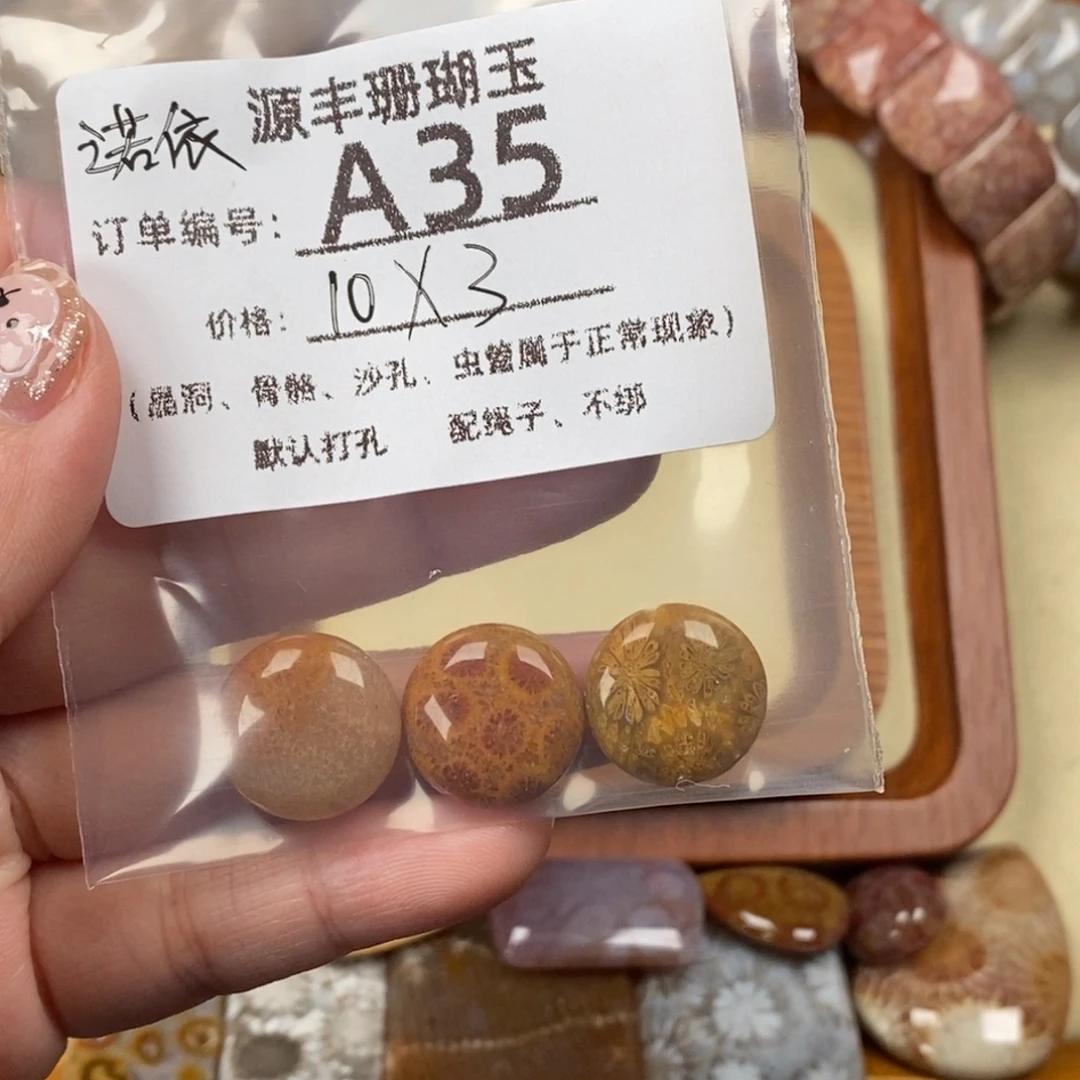 诺依 源丰珊瑚玉
订单编号: A35
价格: 10X3
(晶洞、骨骼、沙孔、虫管属于正常现象)
默认打孔 配绳子、不绑